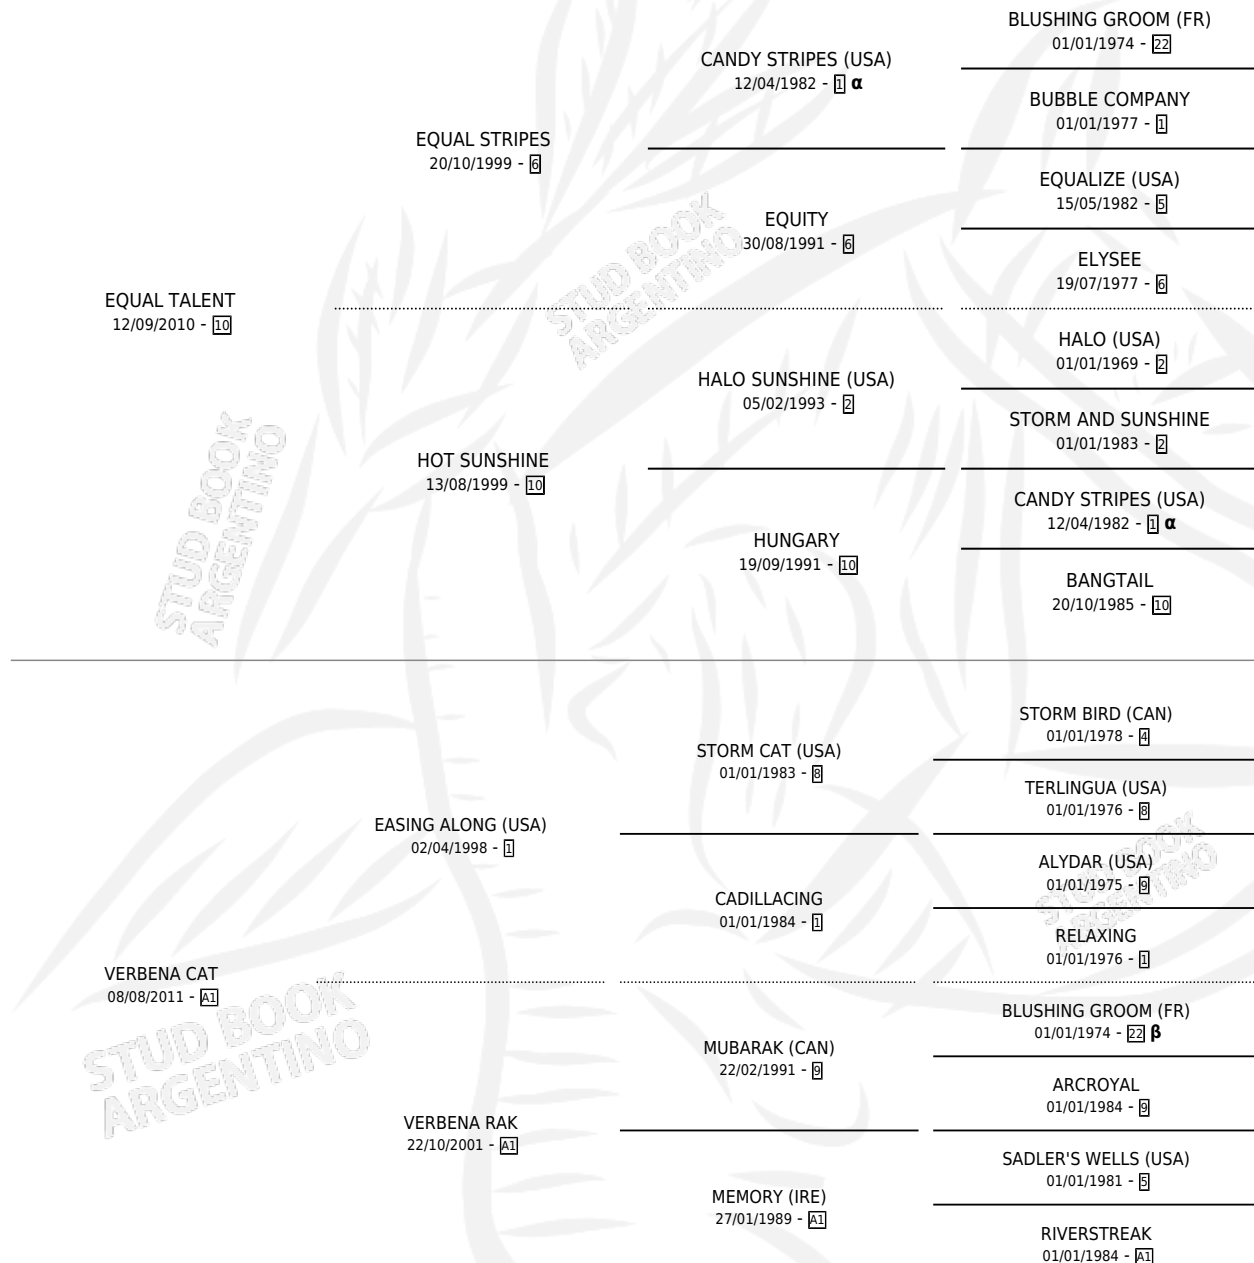 BLUSHING GROOM (FR)
01/01/1974 - 22
CANDY STRIPES (USA)
12/04/1982 - 1 α
BUBBLE COMPANY
01/01/1977 - 1
EQUAL STRIPES
20/10/1999 - 6
EQUALIZE (USA)
15/05/1982 - 5
EQUITY
30/08/1991 - 6
ELYSEE
19/07/1977 - 6
EQUAL TALENT
12/09/2010 - 10
HALO (USA)
01/01/1969 - 2
HALO SUNSHINE (USA)
05/02/1993 - 2
STORM AND SUNSHINE
01/01/1983 - 2
HOT SUNSHINE
13/08/1999 - 10
CANDY STRIPES (USA)
12/04/1982 - 1 α
HUNGARY
19/09/1991 - 10
BANGTAIL
20/10/1985 - 10
STUD BOOK
ARGENTINO
STUD BOOK
ARGENTINO
STORM BIRD (CAN)
01/01/1978 - 4
STORM CAT (USA)
01/01/1983 - 8
TERLINGUA (USA)
01/01/1976 - 8
EASING ALONG (USA)
02/04/1998 - 1
ALYDAR (USA)
01/01/1975 - 9
CADILLACING
01/01/1984 - 1
RELAXING
01/01/1976 - 1
VERBENA CAT
08/08/2011 - A1
BLUSHING GROOM (FR)
01/01/1974 - 22 β
MUBARAK (CAN)
22/02/1991 - 9
ARCROYAL
01/01/1984 - 9
VERBENA RAK
22/10/2001 - A1
SADLER'S WELLS (USA)
01/01/1981 - 5
MEMORY (IRE)
27/01/1989 - A1
RIVERSTREAK
01/01/1984 - A1
STUD BOOK
ARGENTINO
STUD BOOK
ARGENTINO